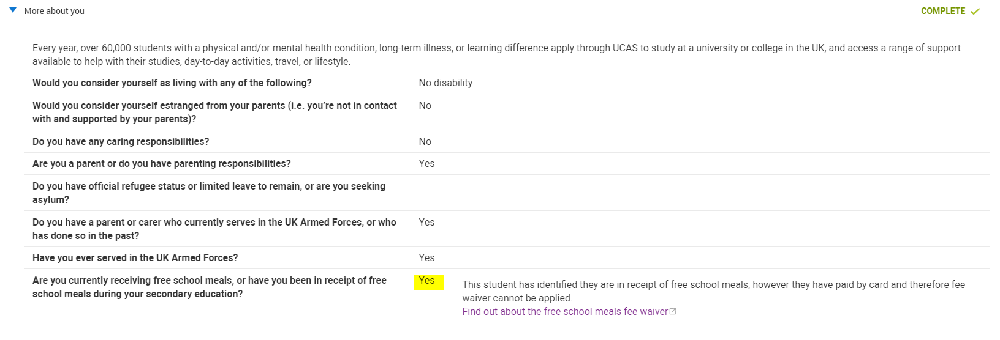 More about you
COMPLETE
Every year, over 60,000 students with a physical and/or mental health condition, long-term illness, or learning difference apply through UCAS to study at a university or college in the UK, and access a range of support
available to help with their studies, day-to-day activities, travel, or lifestyle.
Would you consider yourself as living with any of the following?
No disability
Would you consider yourself estranged from your parents (i.e. you’re not in contact
with and supported by your parents)?
No
Do you have any caring responsibilities?
No
Are you a parent or do you have parenting responsibilities?
Yes
Do you have official refugee status or limited leave to remain, or are you seeking
asylum?
Do you have a parent or carer who currently serves in the UK Armed Forces, or who
has done so in the past?
Yes
Have you ever served in the UK Armed Forces?
Yes
Are you currently receiving free school meals, or have you been in receipt of free
school meals during your secondary education?
Yes
This student has identified they are in receipt of free school meals, however they have paid by card and therefore fee
waiver cannot be applied.
Find out about the free school meals fee waiver